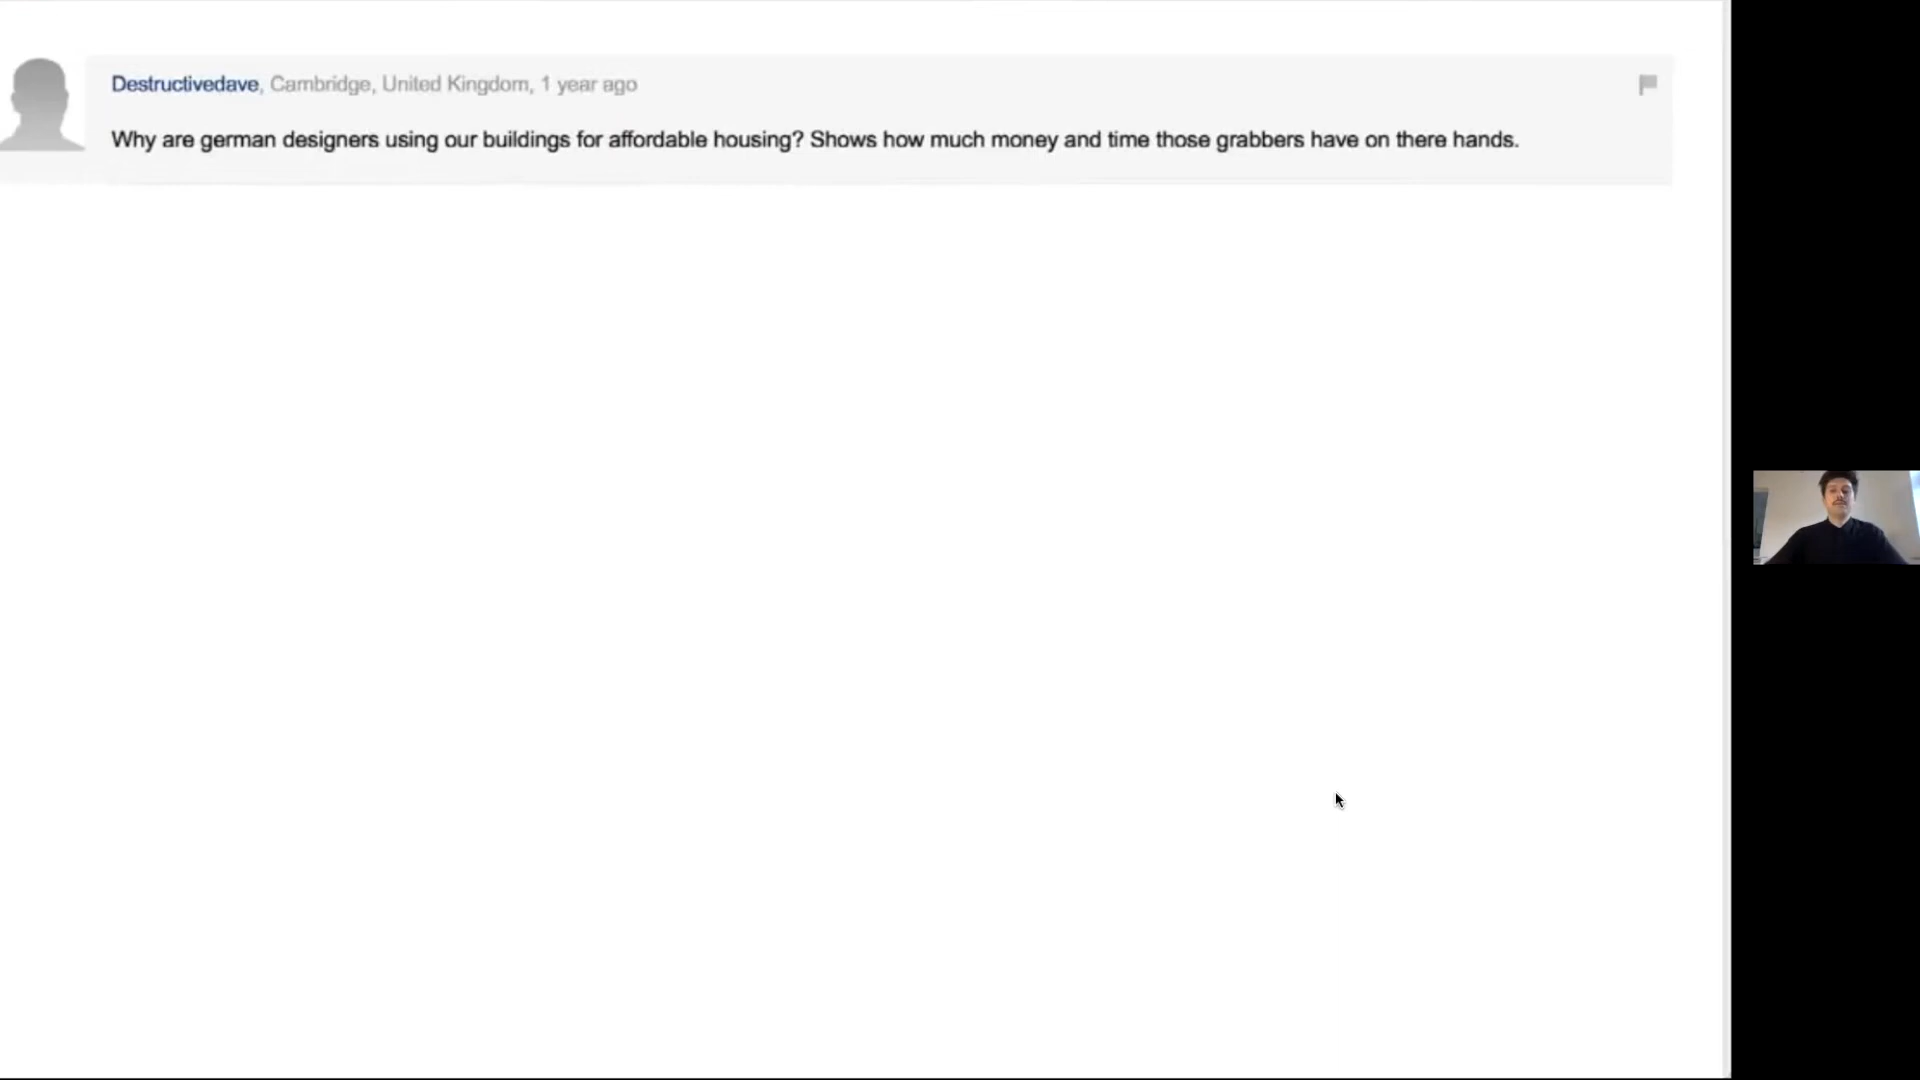 Destructivedave, Cambridge, United Kingdom, 1 year ago
Why are german designers using our buildings for affordable housing? Shows how much money and time those grabbers have on there hands.